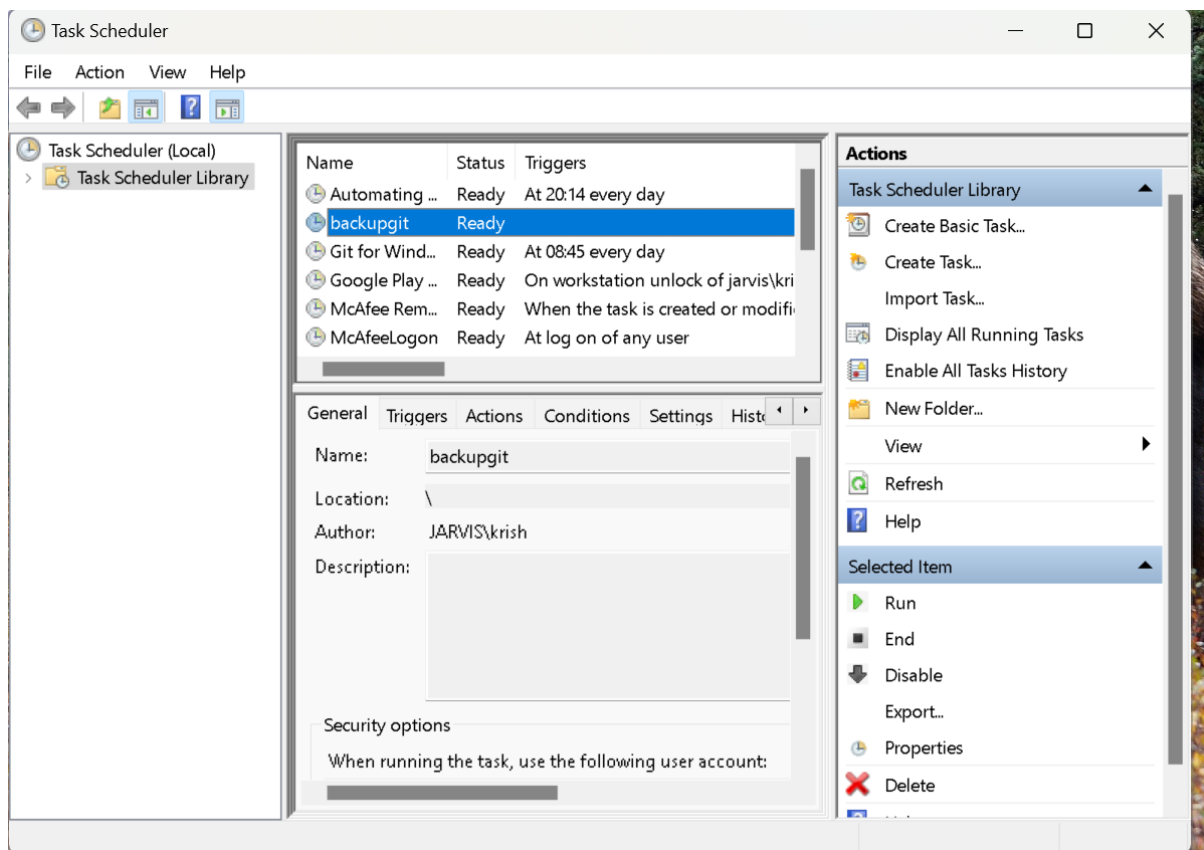 Task Scheduler
File Action View Help
Task Scheduler (Local)
Task Scheduler Library
Name Status Triggers
Automating ... Ready At 20:14 every day
backupgit Ready
Git for Wind... Ready At 08:45 every day
Google Play ... Ready On workstation unlock of jarvis\kri
McAfee Rem... Ready When the task is created or modifi
McAfeeLogon Ready At log on of any user
General Triggers Actions Conditions Settings Histo
Name: backupgit
Location: \
Author: JARVIS\krish
Description:
Security options
When running the task, use the following user account:
Actions
Task Scheduler Library
Create Basic Task...
Create Task...
Import Task...
Display All Running Tasks
Enable All Tasks History
New Folder...
View
Refresh
Help
Selected Item
Run
End
Disable
Export...
Properties
Delete